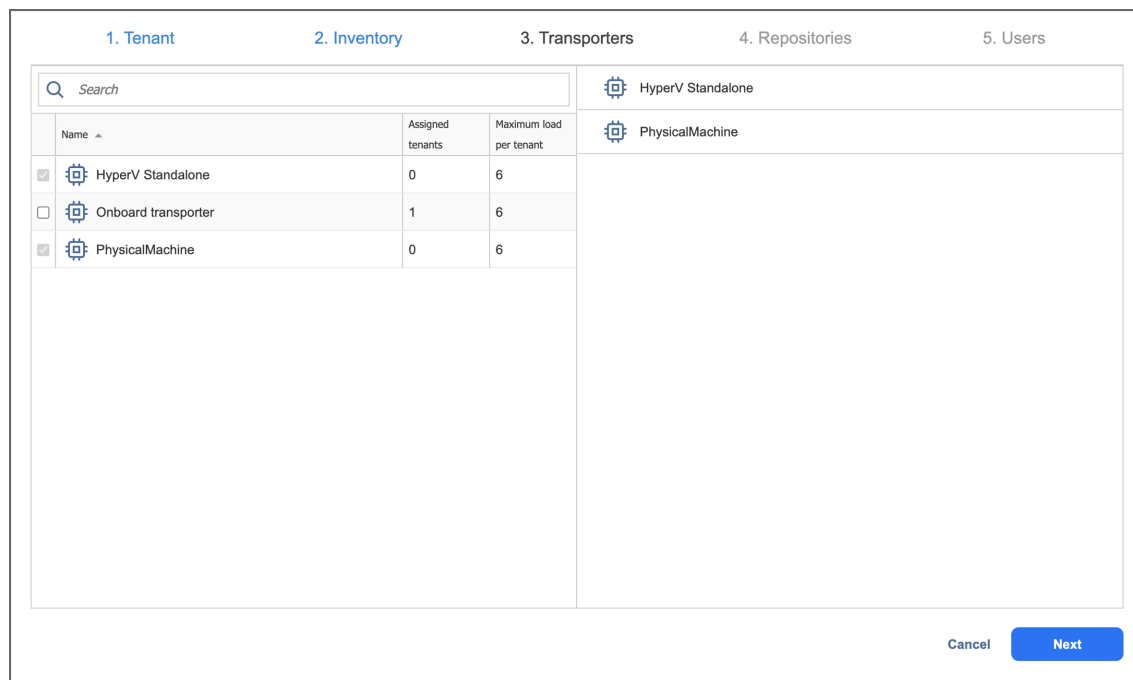 1. Tenant 2. Inventory 3. Transporters 4. Repositories 5. Users
Search
Name Assigned tenants Maximum load per tenant
HyperV Standalone 0 6
Onboard transporter 1 6
PhysicalMachine 0 6
HyperV Standalone
PhysicalMachine
Cancel Next